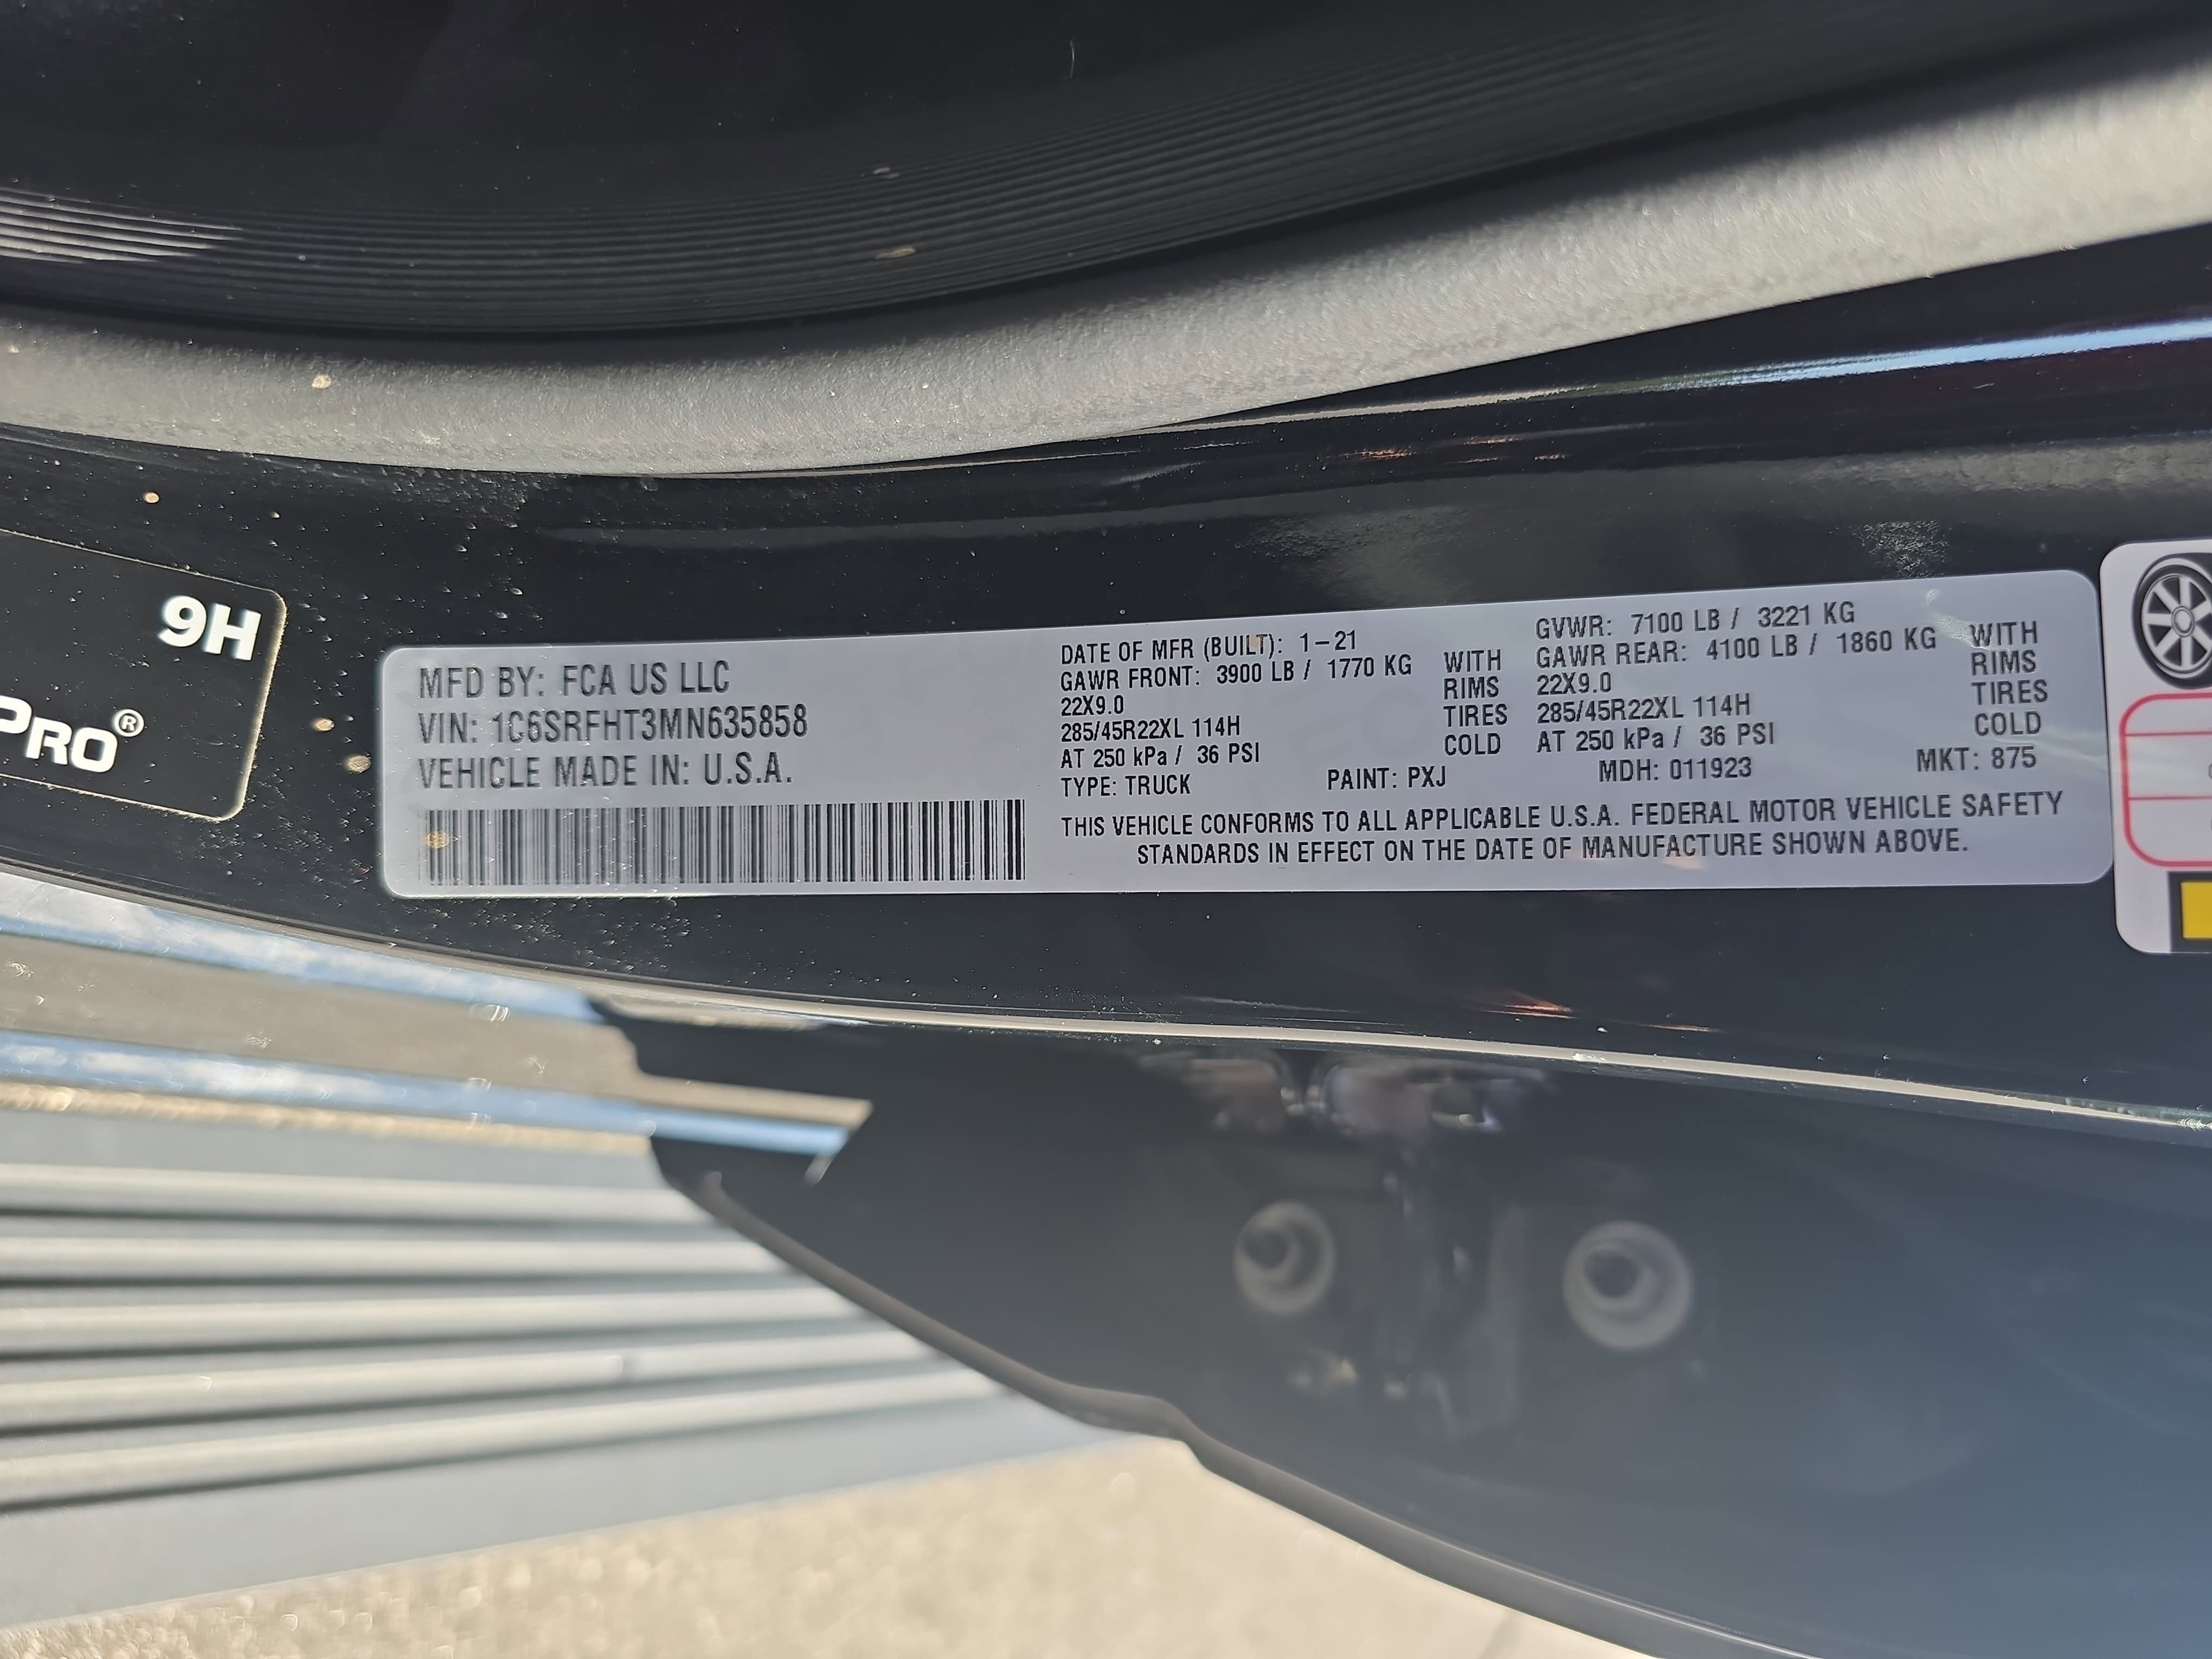 9H
PRO®
MFD BY: FCA US LLC
VIN: 1C6SRFHT3MN635858
VEHICLE MADE IN: U.S.A.
DATE OF MFR (BUILT): 1-21
GAWR FRONT: 3900 LB / 1770 KG WITH
22X9.0 RIMS
285/45R22XL 114H TIRES
AT 250 kPa / 36 PSI COLD
GVWR: 7100 LB / 3221 KG
GAWR REAR: 4100 LB / 1860 KG WITH
22X9.0 RIMS
285/45R22XL 114H TIRES
AT 250 kPa / 36 PSI COLD
TYPE: TRUCK PAINT: PXJ MDH: 011923 MKT: 875
THIS VEHICLE CONFORMS TO ALL APPLICABLE U.S.A. FEDERAL MOTOR VEHICLE SAFETY
STANDARDS IN EFFECT ON THE DATE OF MANUFACTURE SHOWN ABOVE.